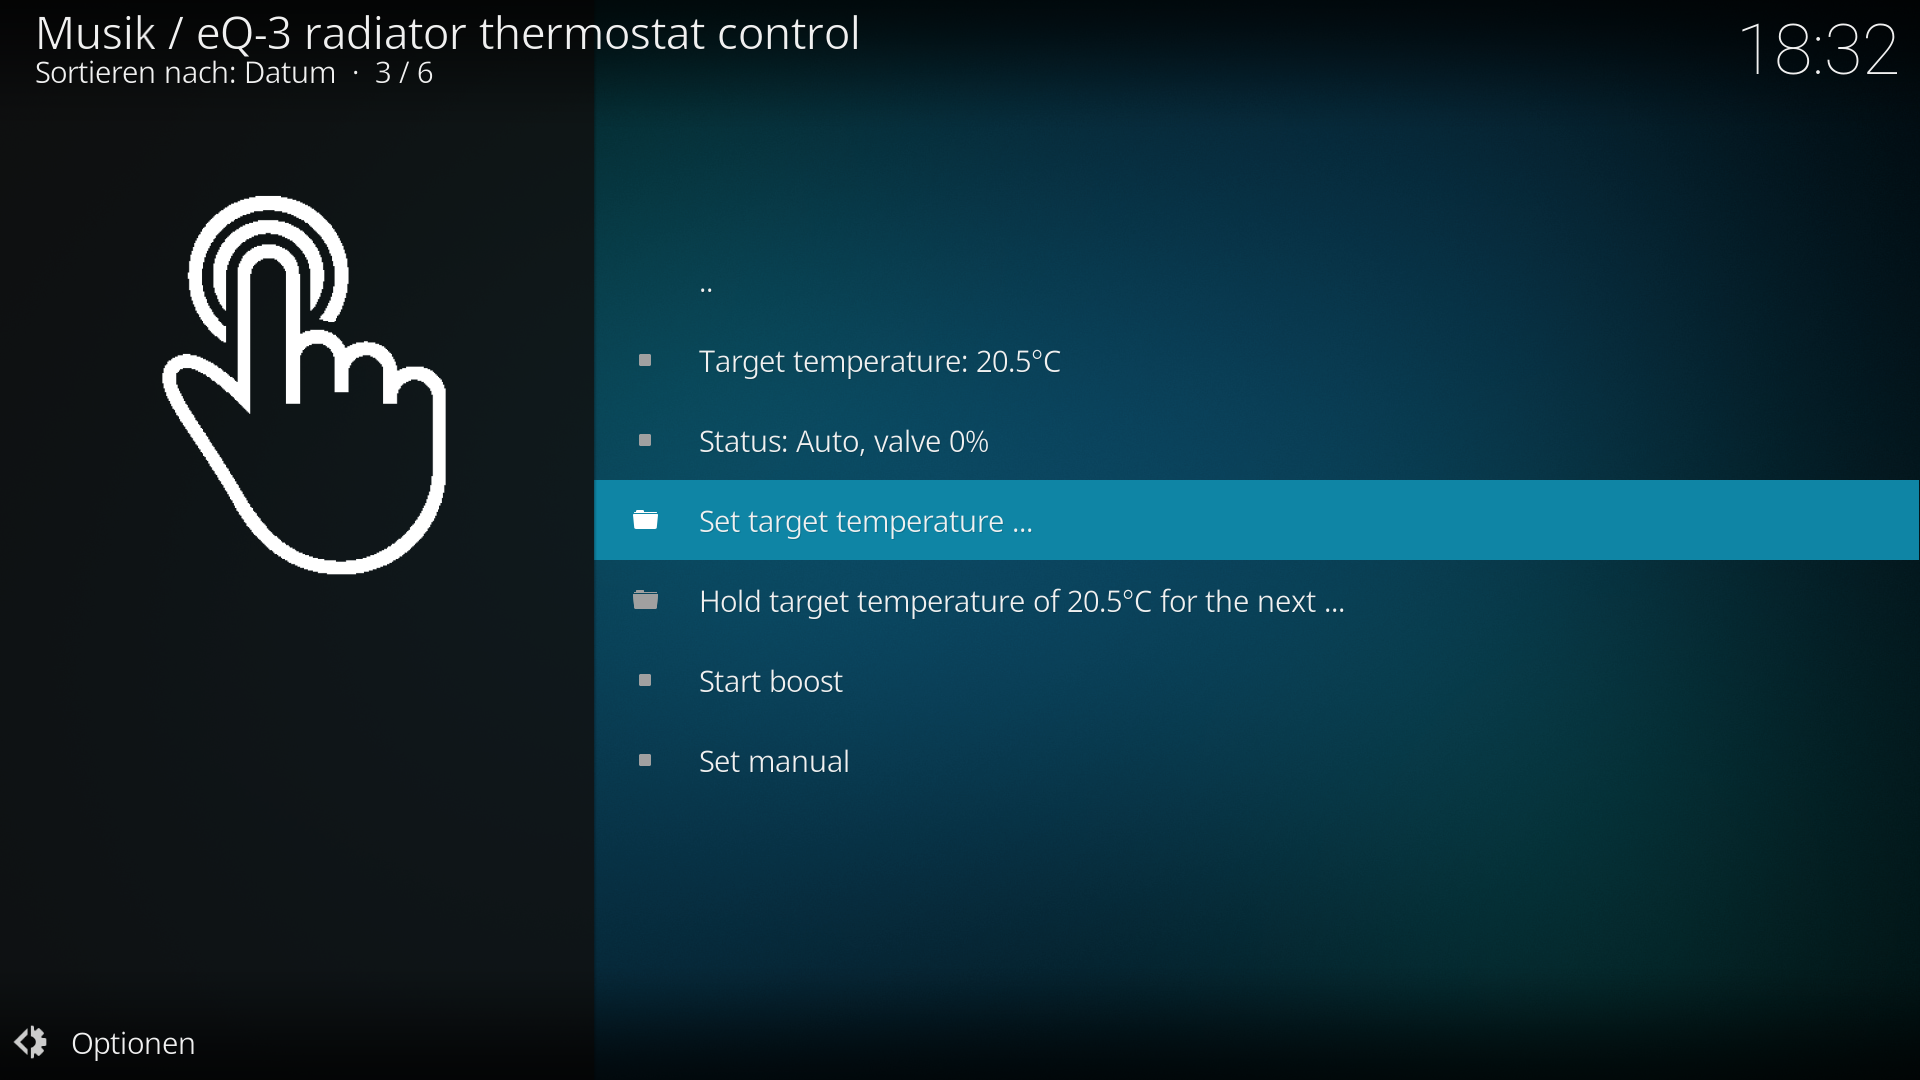 Musik / eQ-3 radiator thermostat control
18:32
Sortieren nach: Datum · 3 / 6
..
Target temperature: 20.5°C
Status: Auto, valve 0%
Set target temperature ...
Hold target temperature of 20.5°C for the next ...
Start boost
Set manual
Optionen